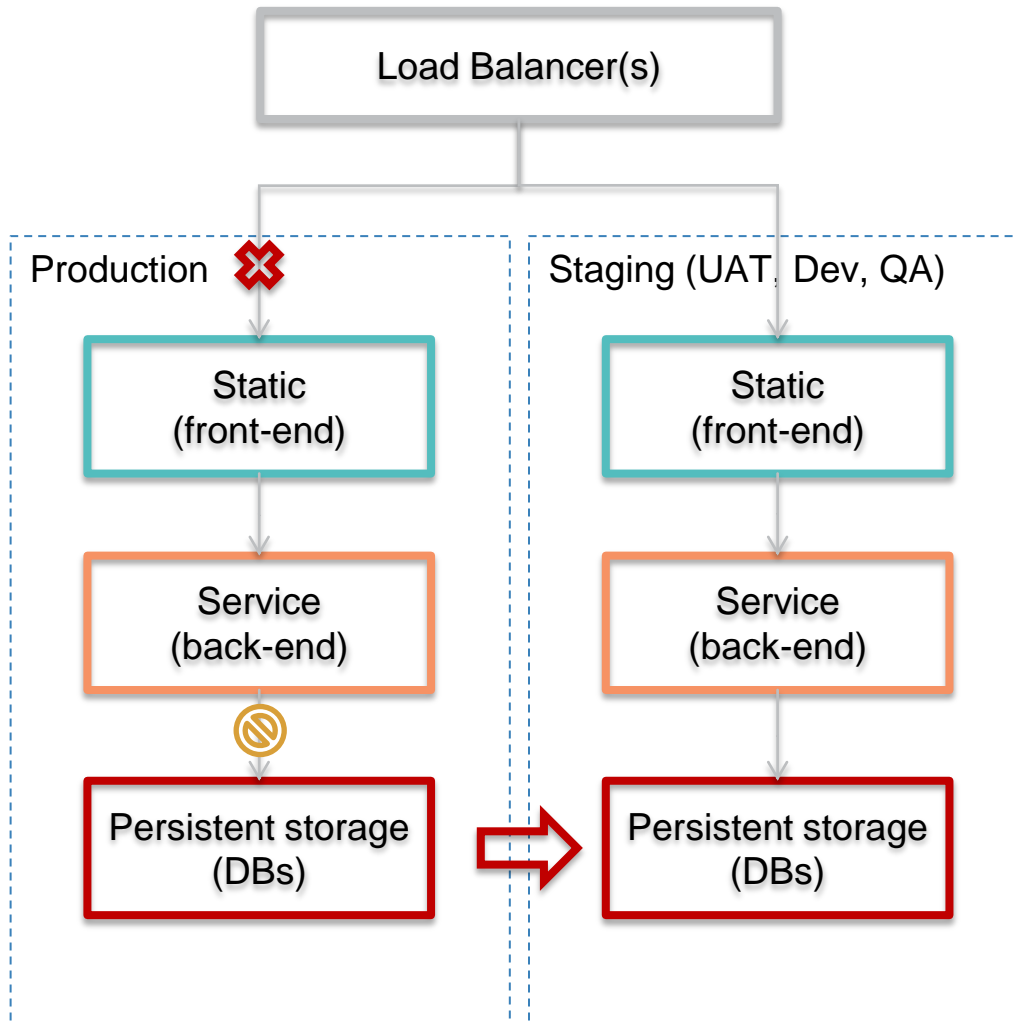 Load Balancer(s)
Production
Staging (UAT, Dev, QA)
Static
(front-end)
Static
(front-end)
Service
(back-end)
Service
(back-end)
Persistent storage
(DBs)
Persistent storage
(DBs)